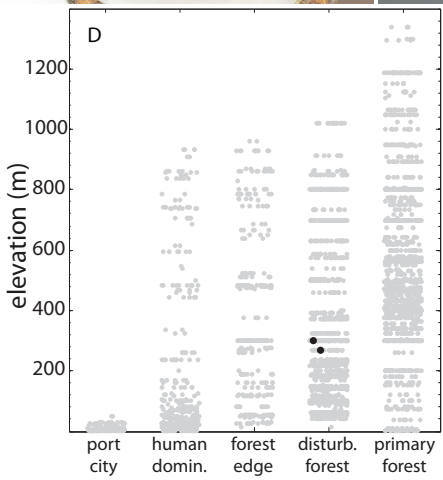 D
1200
1000
800
600
400
200
elevation (m)
port city
human domin.
forest edge
disturb. forest
primary forest